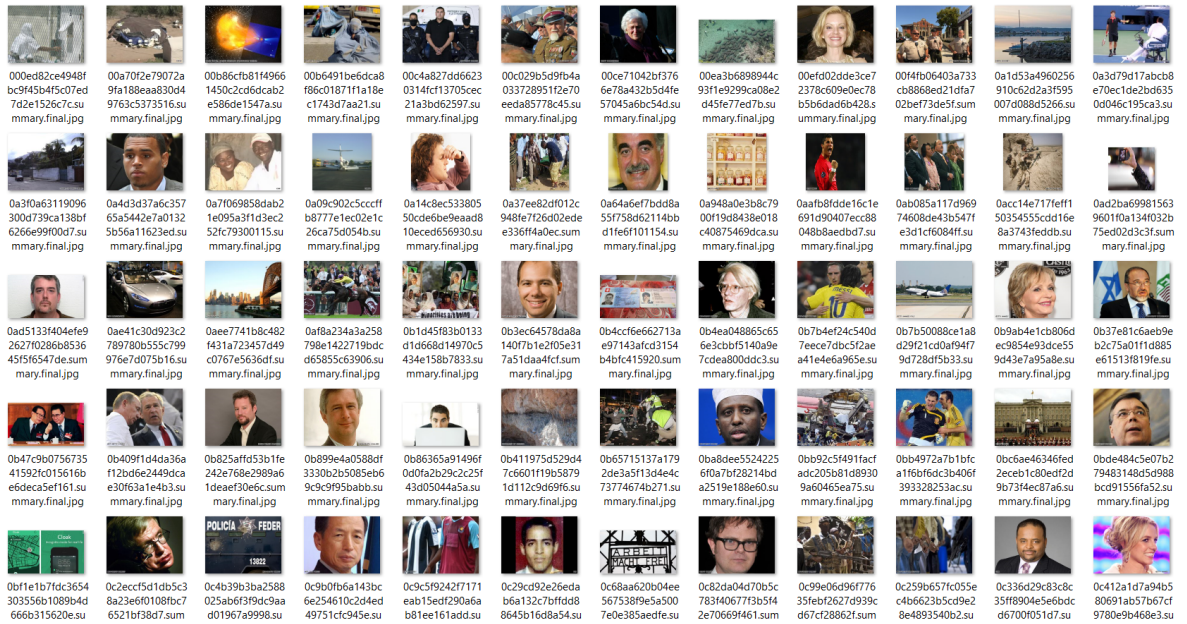 000ed82ce4948f
bc9f45b4f5c07ed
7d2e1526c7c.su
mmary.final.jpg
00a70f2e79072a
9fa188eaa830d4
9763c5373516.su
mmary.final.jpg
00b86cfb81f4966
1450c2cd6dcab2
e586de1547a.su
mmary.final.jpg
00b6491be6dca8
f86c01871f1a18e
c1743d7aa21.su
mmary.final.jpg
00c4a827dd6623
0314fcf13705cec
21a3bd62597.su
mmary.final.jpg
00c029b5d9fb4a
033728951f2e70
eeda85778c45.su
mmary.final.jpg
00ce71042bf376
6e78a432b5d4fe
57045a6bc54d.su
mmary.final.jpg
00ea3b6898944c
93f1e9299ca08e2
d45fe77ed7b.su
mmary.final.jpg
00efd02dde3ce7
2378c609e0ec78
b5b6dad6b428.s
ummary.final.jpg
00f4fb06403a733
cb8868ed21dfa7
02bef73de5f.sum
mary.final.jpg
0a1d53a4960256
910c62d2a3f595
007d088d5266.su
mmary.final.jpg
0a3d79d17abcb8
e70ec1de2bd635
0d046c195ca3.su
mmary.final.jpg
0a3f0a63119096
300d739ca138bf
6266e99f00d7.su
mmary.final.jpg
0a4d3d37a6c357
65a5442e7a0132
5b56a11623ed.su
mmary.final.jpg
0a7f069858dab2
1e095a3f1d3ec2
52fc79300115.su
mmary.final.jpg
0a09c902c5cccff
b8777e1ec02e1c
26ca75d054b.su
mmary.final.jpg
0a14c8ec533805
50cde6be9eaad8
10eced656930.su
mmary.final.jpg
0a37ee82df012c
948fe7f26d02ede
e336ff4a0ec.sum
mary.final.jpg
0a64a6ef7bdd8a
55f758d62114bb
d1fe6f101154.su
mmary.final.jpg
0a948a0e3b8c79
00f19d8438e018
c40875469dca.su
mmary.final.jpg
0aafb8fdde16c1e
691d90407ecc88
048b8aedbd7.su
mmary.final.jpg
0ab085a117d969
74608de43b547f
e3d1cf6084ff.su
mmary.final.jpg
0acc14e717feff1
50354555cdd16e
8a3743feddb.su
mmary.final.jpg
0ad2ba69981563
9601f0a134f032b
75ed02d3c3f.sum
mary.final.jpg
0ad5133f404efe9
2627f0286b8536
45f5f6547de.sum
mary.final.jpg
0ae41c30d923c2
789780b555c799
976e7d075b16.su
mmary.final.jpg
0aee7741b8c482
f431a723457d49
c0767e5636df.su
mmary.final.jpg
0af8a234a3a258
798e1422719bdc
d65855c63906.su
mmary.final.jpg
0b1d45f83b0133
d1d668d14970c5
434e158b7833.su
mmary.final.jpg
0b3ec64578da8a
140f7b1e2f05e31
7a51daa4fcf.sum
mary.final.jpg
0b4ccf6e662713a
e97143afcd3154
b4bfc415920.sum
mary.final.jpg
0b4ea048865c65
6e3cbbf5140a9e
7cdea800ddc3.su
mmary.final.jpg
MESSI
10
0b7b4ef24c540d
7eece7dbc5f2ae
a41e4e6a965e.su
mmary.final.jpg
0b7b50088ce1a8
d29f21cd0af94f7
9d728df5b33.su
mmary.final.jpg
0b9ab4e1cb806d
ec9854e93dce55
9d43e7a95a8e.su
mmary.final.jpg
0b37e81c6aeb9e
b2c75a01f1d885
e61513f819fe.su
mmary.final.jpg
0b47c9b0756735
41592fc015616b
e6deca5ef161.su
mmary.final.jpg
0b409f1d4da36a
f12bd6e2449dca
e30f63a1e4b3.su
mmary.final.jpg
0b825affd53b1fe
242e768e2989a6
1deaef30e6c.sum
mary.final.jpg
0b899e4a0588df
3330b2b5085eb6
9c9c9f95babb.su
mmary.final.jpg
0b86365a91496f
0d0fa2b29c2c25f
43d05044a5a.su
mmary.final.jpg
0b411975d529d4
7c6601f19b5879
1d112c9d69f6.su
mmary.final.jpg
0b65715137a179
2de3a5f13d4e4c
73774674b271.su
mmary.final.jpg
0ba8dee5524225
6f0a7bf28214bd
a2519e188e60.su
mmary.final.jpg
0bb92c5f491facf
adc205b81d8930
9a60465ea75.su
mmary.final.jpg
0bb4972a7b1bfc
a1f6bf6dc3b406f
393328253ac.su
mmary.final.jpg
0bc6ae46346fed
2eceb1c80edf2d
9b73f4ec87a6.su
mmary.final.jpg
0bde484c5e07b2
79483148d5d988
bcd91556fa52.su
mmary.final.jpg
Cloak
0bf1e1b7fdc3654
303556b1089b4d
666b315620e.su
0c2eccf5d1db5c3
8a23e6f0108fbc7
6521bf38d7.sum
POLICÍA FEDER
13822
0c4b39b3ba2588
025ab6f3f9dc9aa
d01967a9998.su
0c9b0fb6a143bc
6e254610c2d4ed
49751cfc945e.su
0c9c5f9242f7171
eab15edf290a6a
b81ee161add.su
0c29cd92e26eda
b6a132c7bffdd8
8645b16d8a54.su
ARBEIT
MACHT FREI
0c68aa620b04ee
567538f9e5a500
7e0e385aedfe.su
0c82da04d70b5c
783f40677f3b5f4
2e70669f461.sum
0c99e06d96f776
35febf2627d939c
d67cf28862f.sum
0c259b657fc055e
c4b6623b5cd9e2
8e4893540b2.su
0c336d29c83c8c
35ff8904e5e6bdc
d6700f051d7.su
0c412a1d7a94b5
80691ab57b67cf
9780e9b468e3.su